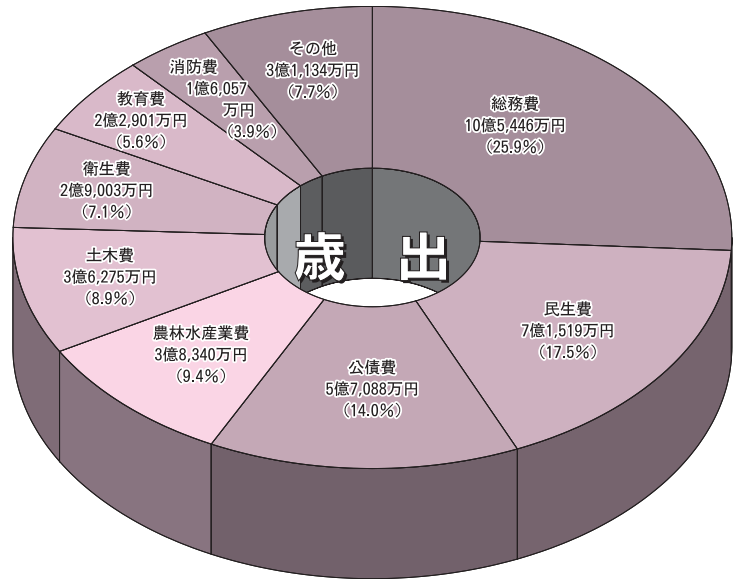 総務費
10億5,446万円
(25.9%)
民生費
7億1,519万円
(17.5%)
公債費
5億7,088万円
(14.0%)
農林水産業費
3億8,340万円
(9.4%)
土木費
3億6,275万円
(8.9%)
衛生費
2億9,003万円
(7.1%)
教育費
2億2,901万円
(5.6%)
消防費
1億6,057
万円
(3.9%)
その他
3億1,134万円
(7.7%)
歳出